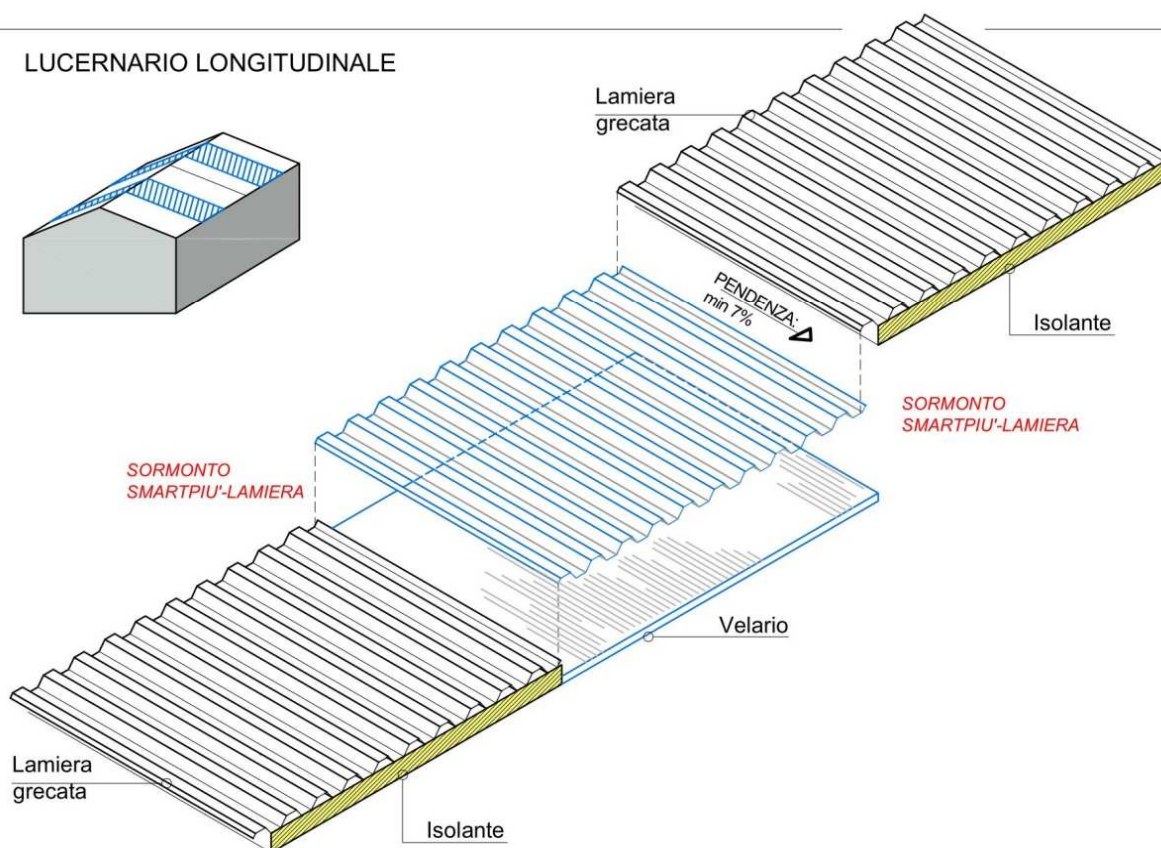 LUCERNARIO LONGITUDINALE
Lamiera
grecata
PENDENZA:
min 7%
Isolante
SORMONTO
SMARTPIU'-LAMIERA
SORMONTO
SMARTPIU'-LAMIERA
Velario
Lamiera
grecata
Isolante